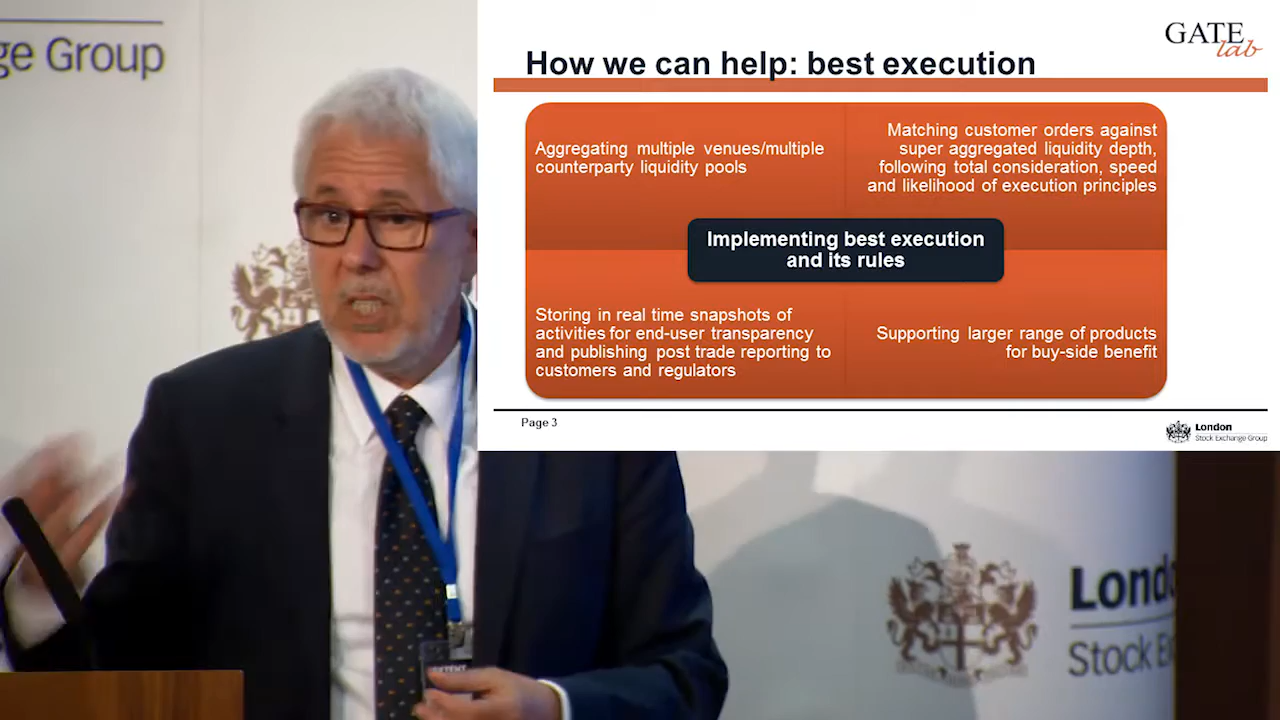 ge Group
GATE
lab
How we can help: best execution
Aggregating multiple venues/multiple
counterparty liquidity pools
Matching customer orders against
super aggregated liquidity depth,
following total consideration, speed
and likelihood of execution principles
Implementing best execution
and its rules
Storing in real time snapshots of
activities for end-user transparency
and publishing post trade reporting to
customers and regulators
Supporting larger range of products
for buy-side benefit
Page 3
London
Stock Exchange Group
Londo
Stock E